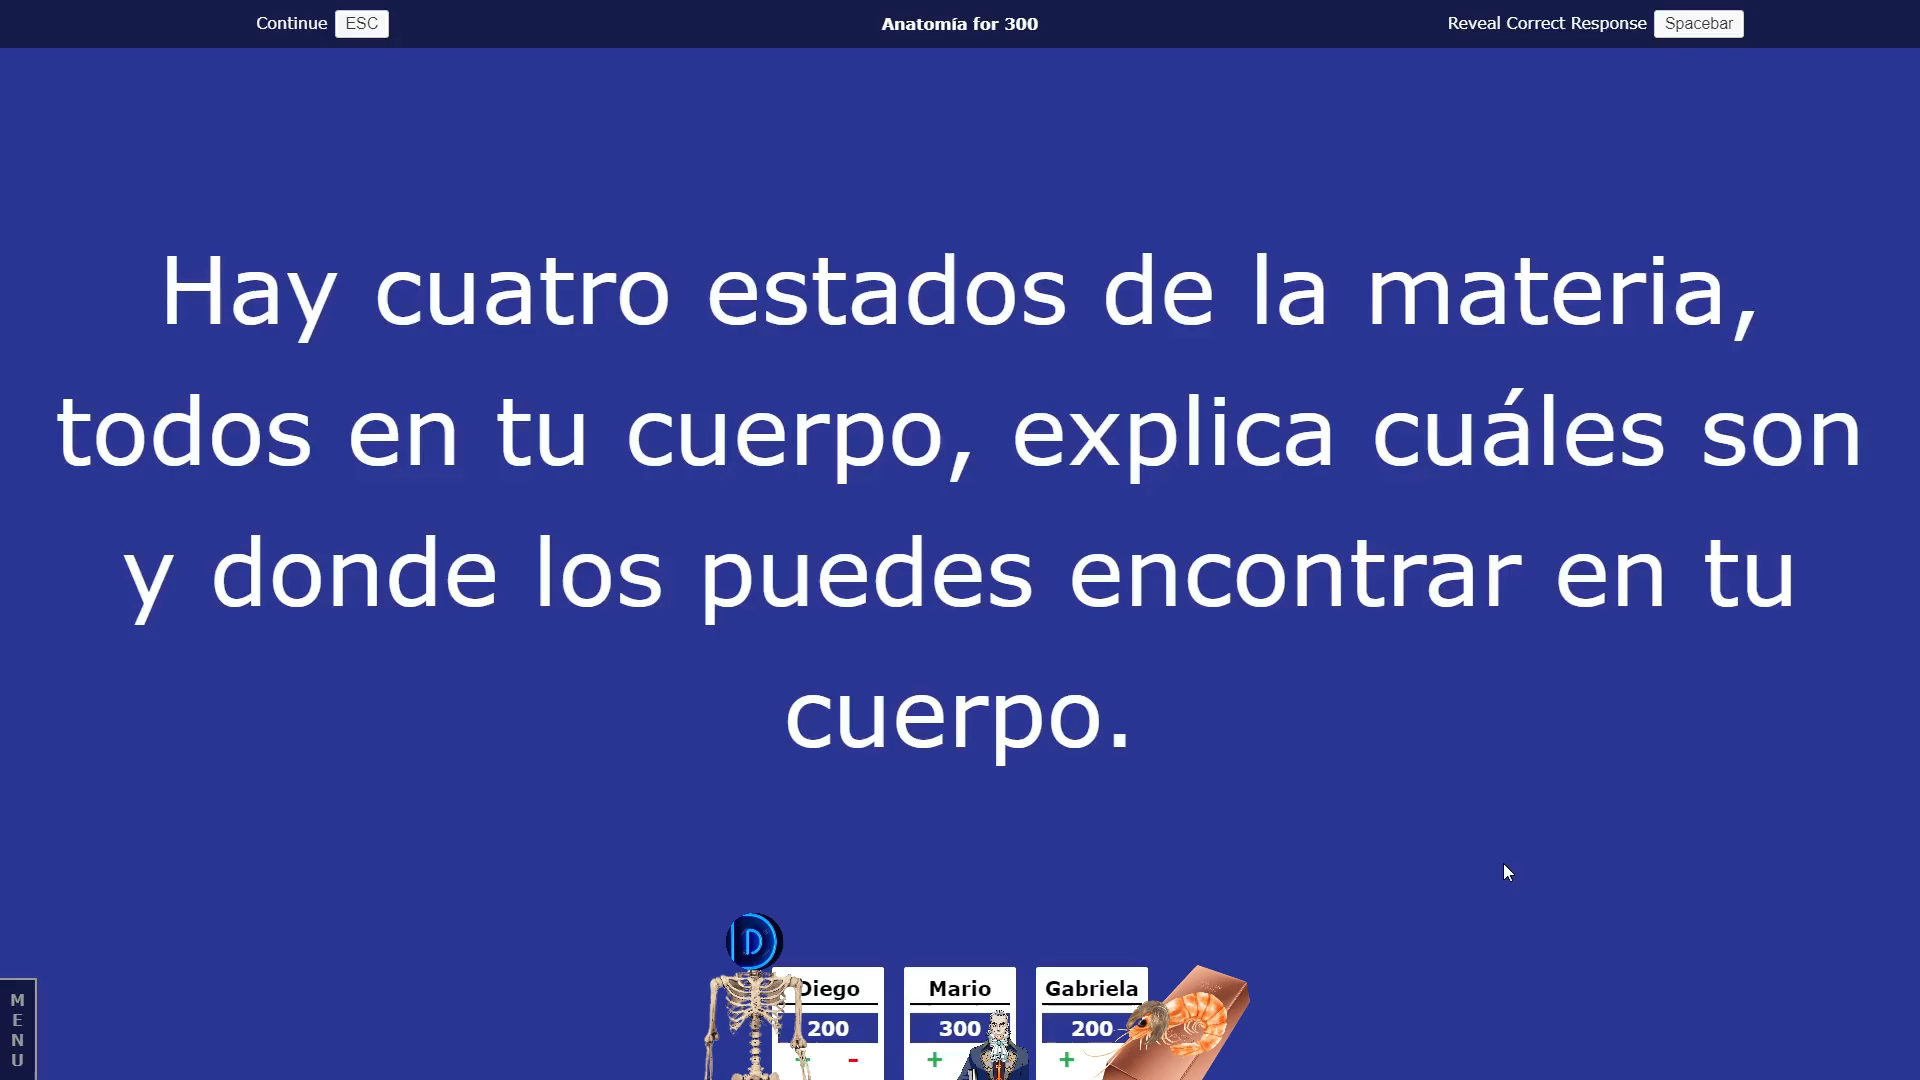 Continue ESC
Anatomía for 300
Reveal Correct Response Spacebar
Hay cuatro estados de la materia,
todos en tu cuerpo, explica cuáles son
y donde los puedes encontrar en tu
cuerpo.
MENU
D
Diego
200
+ -
Mario
300
+
Gabriela
200
+